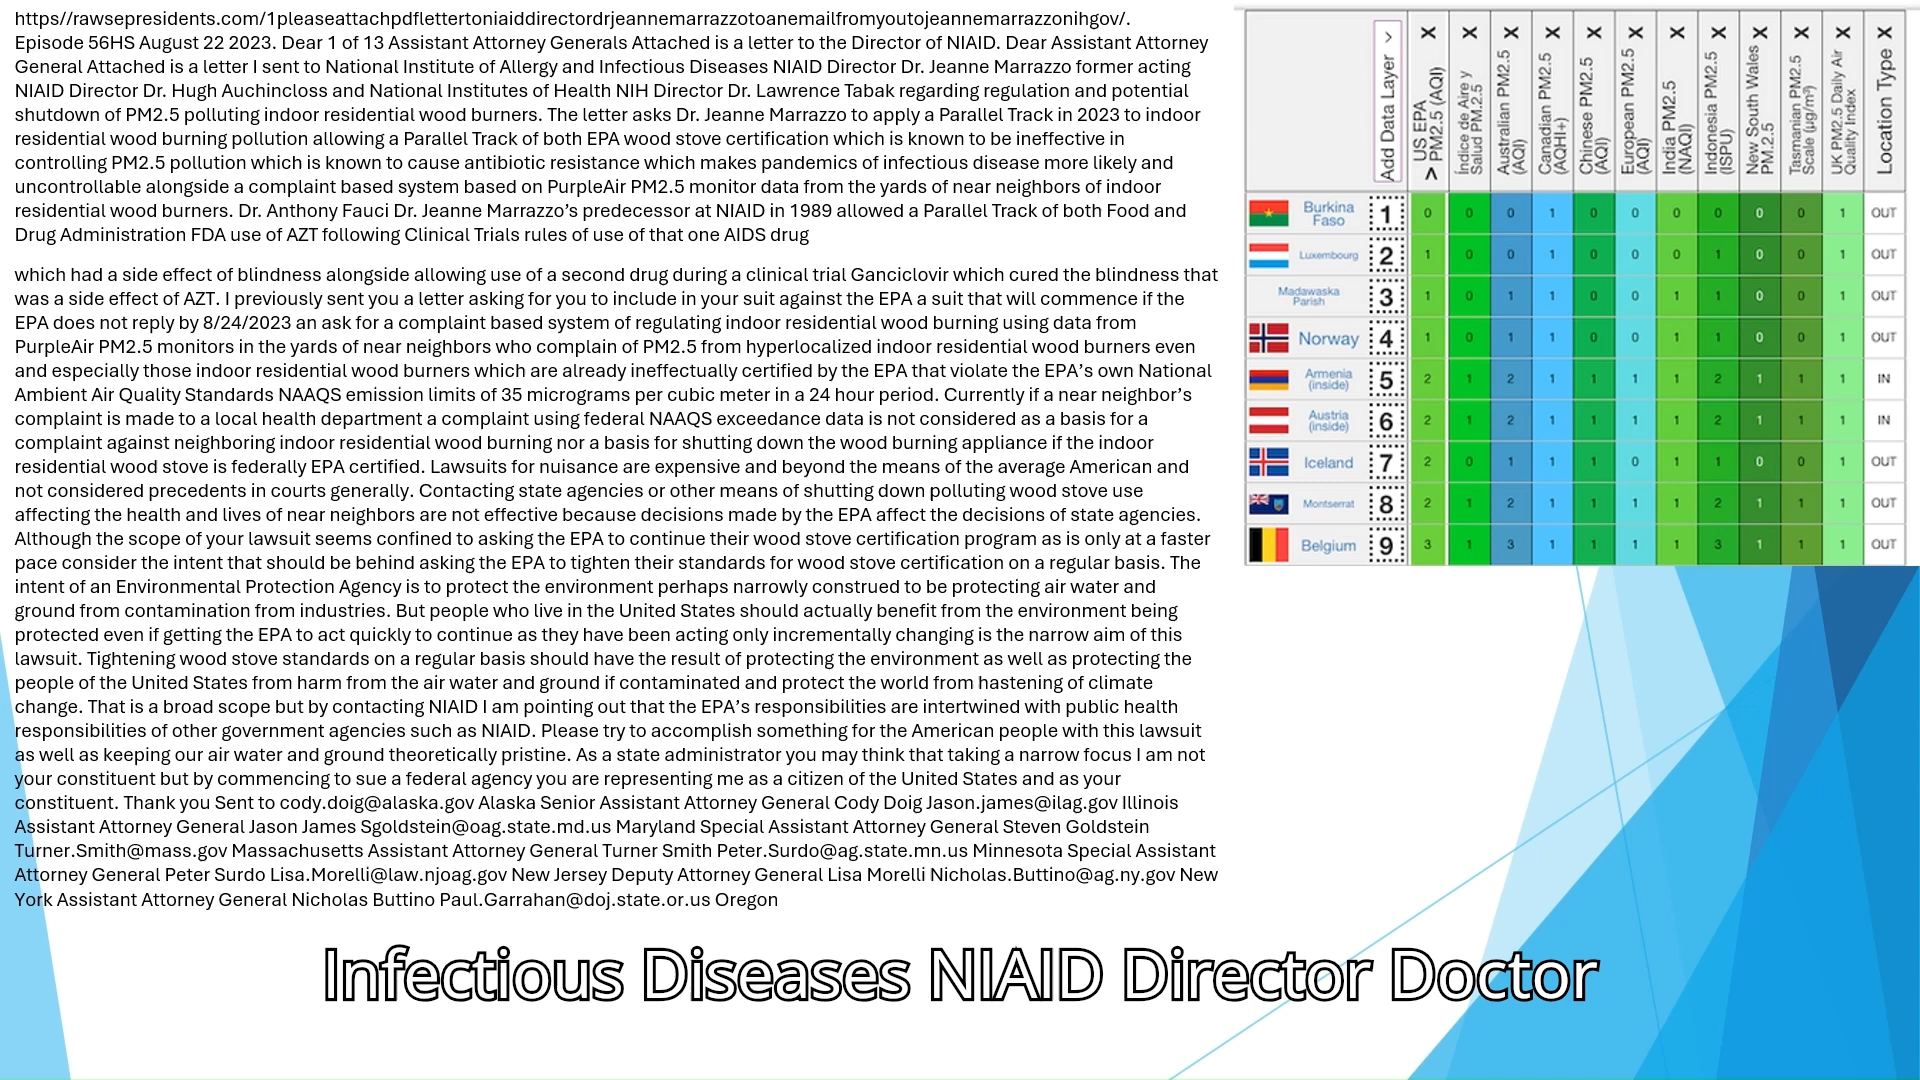 https//rawsepresidents.com/1pleaseattachpdflettertoniaiddirectordrjeannemarrazzotoanemailfromyoutojeannemarrazzonihgov/.
Episode 56HS August 22 2023. Dear 1 of 13 Assistant Attorney Generals Attached is a letter to the Director of NIAID. Dear Assistant Attorney
General Attached is a letter I sent to National Institute of Allergy and Infectious Diseases NIAID Director Dr. Jeanne Marrazzo former acting
NIAID Director Dr. Hugh Auchincloss and National Institutes of Health NIH Director Dr. Lawrence Tabak regarding regulation and potential
shutdown of PM2.5 polluting indoor residential wood burners. The letter asks Dr. Jeanne Marrazzo to apply a Parallel Track in 2023 to indoor
residential wood burning pollution allowing a Parallel Track of both EPA wood stove certification which is known to be ineffective in
controlling PM2.5 pollution which is known to cause antibiotic resistance which makes pandemics of infectious disease more likely and
uncontrollable alongside a complaint based system based on PurpleAir PM2.5 monitor data from the yards of near neighbors of indoor
residential wood burners. Dr. Anthony Fauci Dr. Jeanne Marrazzo's predecessor at NIAID in 1989 allowed a Parallel Track of both Food and
Drug Administration FDA use of AZT following Clinical Trials rules of use of that one AIDS drug
which had a side effect of blindness alongside allowing use of a second drug during a clinical trial Ganciclovir which cured the blindness that
was a side effect of AZT. I previously sent you a letter asking for you to include in your suit against the EPA a suit that will commence if the
EPA does not reply by 8/24/2023 an ask for a complaint based system of regulating indoor residential wood burning using data from
PurpleAir PM2.5 monitors in the yards of near neighbors who complain of PM2.5 from hyperlocalized indoor residential wood burners even
and especially those indoor residential wood burners which are already ineffectually certified by the EPA that violate the EPA's own National
Ambient Air Quality Standards NAAQS emission limits of 35 micrograms per cubic meter in a 24 hour period. Currently if a near neighbor's
complaint is made to a local health department a complaint using federal NAAQS exceedance data is not considered as a basis for a
complaint against neighboring indoor residential wood burning nor a basis for shutting down the wood burning appliance if the indoor
residential wood stove is federally EPA certified. Lawsuits for nuisance are expensive and beyond the means of the average American and
not considered precedents in courts generally. Contacting state agencies or other means of shutting down polluting wood stove use
affecting the health and lives of near neighbors are not effective because decisions made by the EPA affect the decisions of state agencies.
Although the scope of your lawsuit seems confined to asking the EPA to continue their wood stove certification program as is only at a faster
pace consider the intent that should be behind asking the EPA to tighten their standards for wood stove certification on a regular basis. The
intent of an Environmental Protection Agency is to protect the environment perhaps narrowly construed to be protecting air water and
ground from contamination from industries. But people who live in the United States should actually benefit from the environment being
protected even if getting the EPA to act quickly to continue as they have been acting only incrementally changing is the narrow aim of this
lawsuit. Tightening wood stove standards on a regular basis should have the result of protecting the environment as well as protecting the
people of the United States from harm from the air water and ground if contaminated and protect the world from hastening of climate
change. That is a broad scope but by contacting NIAID I am pointing out that the EPA's responsibilities are intertwined with public health
responsibilities of other government agencies such as NIAID. Please try to accomplish something for the American people with this lawsuit
as well as keeping our air water and ground theoretically pristine. As a state administrator you may think that taking a narrow focus I am not
your constituent but by commencing to sue a federal agency you are representing me as a citizen of the United States and as your
constituent. Thank you Sent to cody.doig@alaska.gov Alaska Senior Assistant Attorney General Cody Doig Jason.james@ilag.gov Illinois
Assistant Attorney General Jason James Sgoldstein@oag.state.md.us Maryland Special Assistant Attorney General Steven Goldstein
Turner.Smith@mass.gov Massachusetts Assistant Attorney General Turner Smith Peter.Surdo@ag.state.mn.us Minnesota Special Assistant
Attorney General Peter Surdo Lisa.Morelli@law.njoag.gov New Jersey Deputy Attorney General Lisa Morelli Nicholas.Buttino@ag.ny.gov New
York Assistant Attorney General Nicholas Buttino Paul.Garrahan@doj.state.or.us Oregon
Add Data Layer >
X US EPA PM2.5 (AQI) >
X Índice de Aire y Salud PM2.5
X Australian PM2.5 (AQI)
X Canadian PM2.5 (AQHI+)
X Chinese PM2.5 (AQI)
X European PM2.5 (AQI)
X India PM2.5 (NAQI)
X Indonesia PM2.5 (ISPU)
X New South Wales PM2.5
X Tasmanian PM2.5 Scale (µg/m³)
X UK PM2.5 Daily Air Quality Index
Location Type X
Burkina Faso 1 0 0 0 1 0 0 0 0 0 0 1 OUT
Luxembourg 2 1 0 0 1 0 0 0 1 0 0 1 OUT
Madawaska Parish 3 1 0 1 1 0 0 1 1 0 0 1 OUT
Norway 4 1 0 1 1 0 0 1 1 0 0 1 OUT
Armenia (inside) 5 2 1 2 1 1 1 1 2 1 1 1 IN
Austria (inside) 6 2 1 2 1 1 1 1 2 1 1 1 IN
Iceland 7 2 0 1 1 1 0 1 1 0 0 1 OUT
Montserrat 8 2 1 2 1 1 1 1 2 1 1 1 OUT
Belgium 9 3 1 3 1 1 1 1 3 1 1 1 OUT
Infectious Diseases NIAID Director Doctor